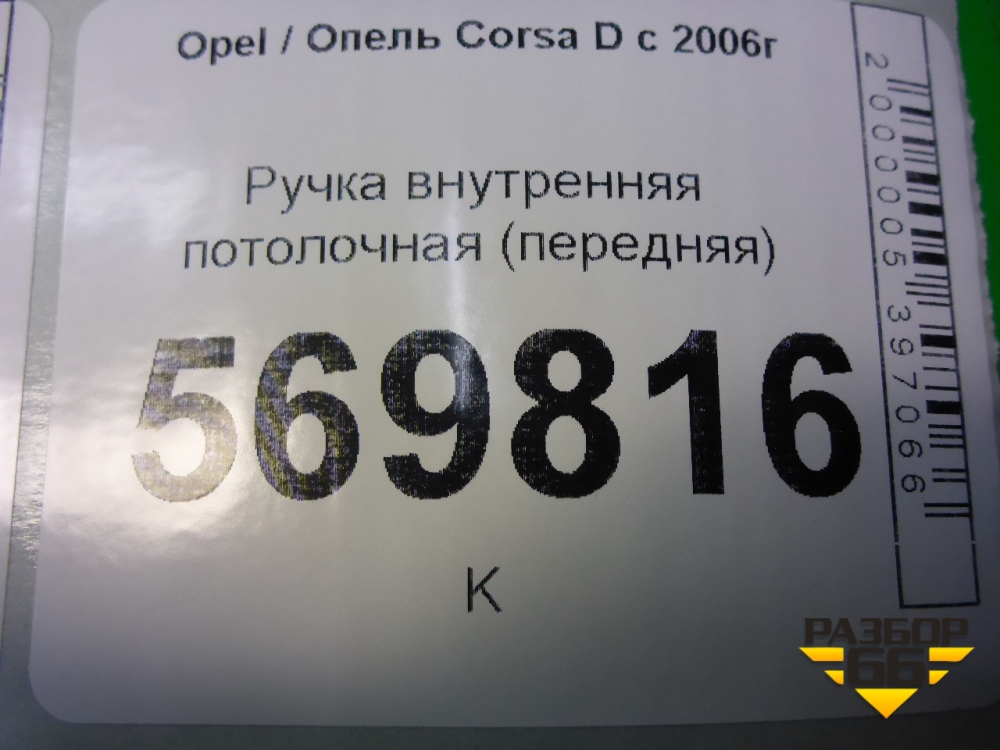 Opel / Опель Corsa D с 2006г
Ручка внутренняя
потолочная (передняя)
569816
К
2000005397066
РАЗБОР
66